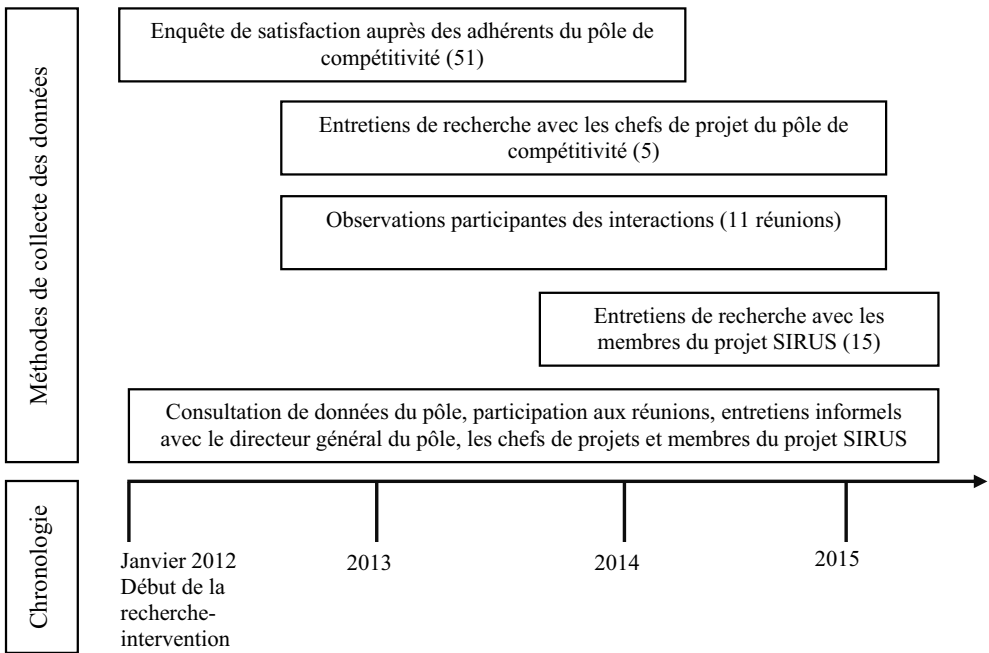 Méthodes de collecte des données
Enquête de satisfaction auprès des adhérents du pôle de
compétitivité (51)
Entretiens de recherche avec les chefs de projet du pôle de
compétitivité (5)
Observations participantes des interactions (11 réunions)
Entretiens de recherche avec les
membres du projet SIRUS (15)
Consultation de données du pôle, participation aux réunions, entretiens informels
avec le directeur général du pôle, les chefs de projets et membres du projet SIRUS
Chronologie
Janvier 2012
Début de la
recherche-
intervention
2013
2014
2015